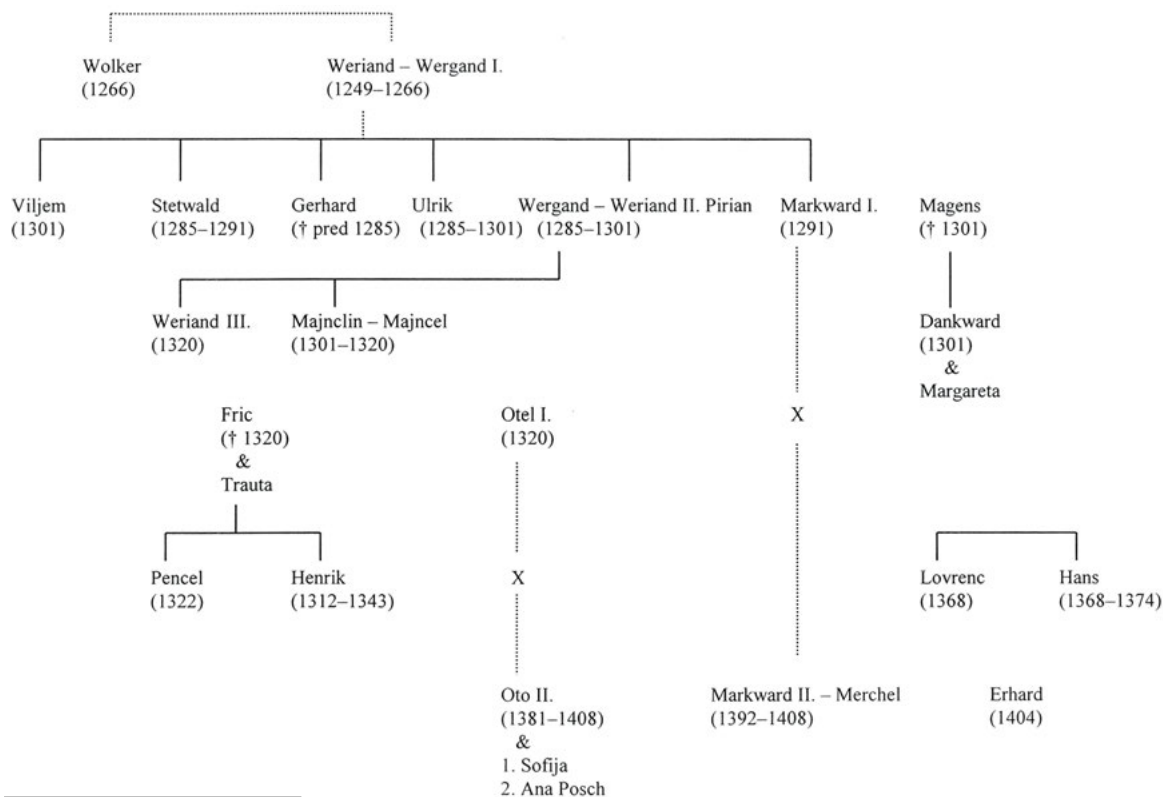 Wolker Weriand – Wergand I.
(1266) (1249–1266)
Viljem Stetwald Gerhard Ulrik Wergand – Weriand II. Pirian Markward I. Magens
(1301) (1285–1291) († pred 1285) (1285–1301) (1285–1301) (1291) († 1301)
Weriand III. Majnclin – Majncel Dankward
(1320) (1301–1320) (1301)
&
Margareta
Fric Otel I. X
(† 1320) (1320)
&
Trauta
Pencel Henrik X Lovrenc Hans
(1322) (1312–1343) (1368) (1368–1374)
Oto II. Markward II. – Merchel Erhard
(1381–1408) (1392–1408) (1404)
&
1. Sofija
2. Ana Posch